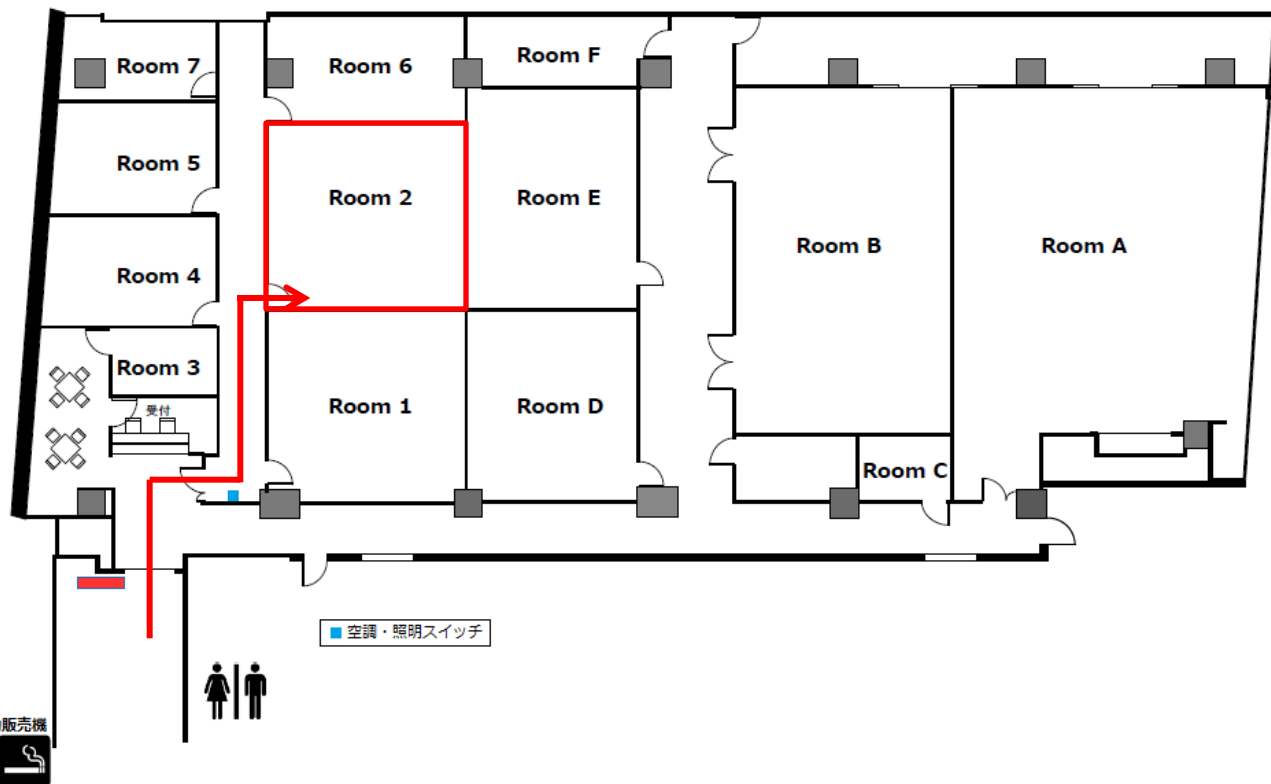 Room 7
Room 6
Room F
Room 5
Room 2
Room E
Room B
Room A
Room 4
Room 3
受付
Room 1
Room D
Room C
空調・照明スイッチ
販売機